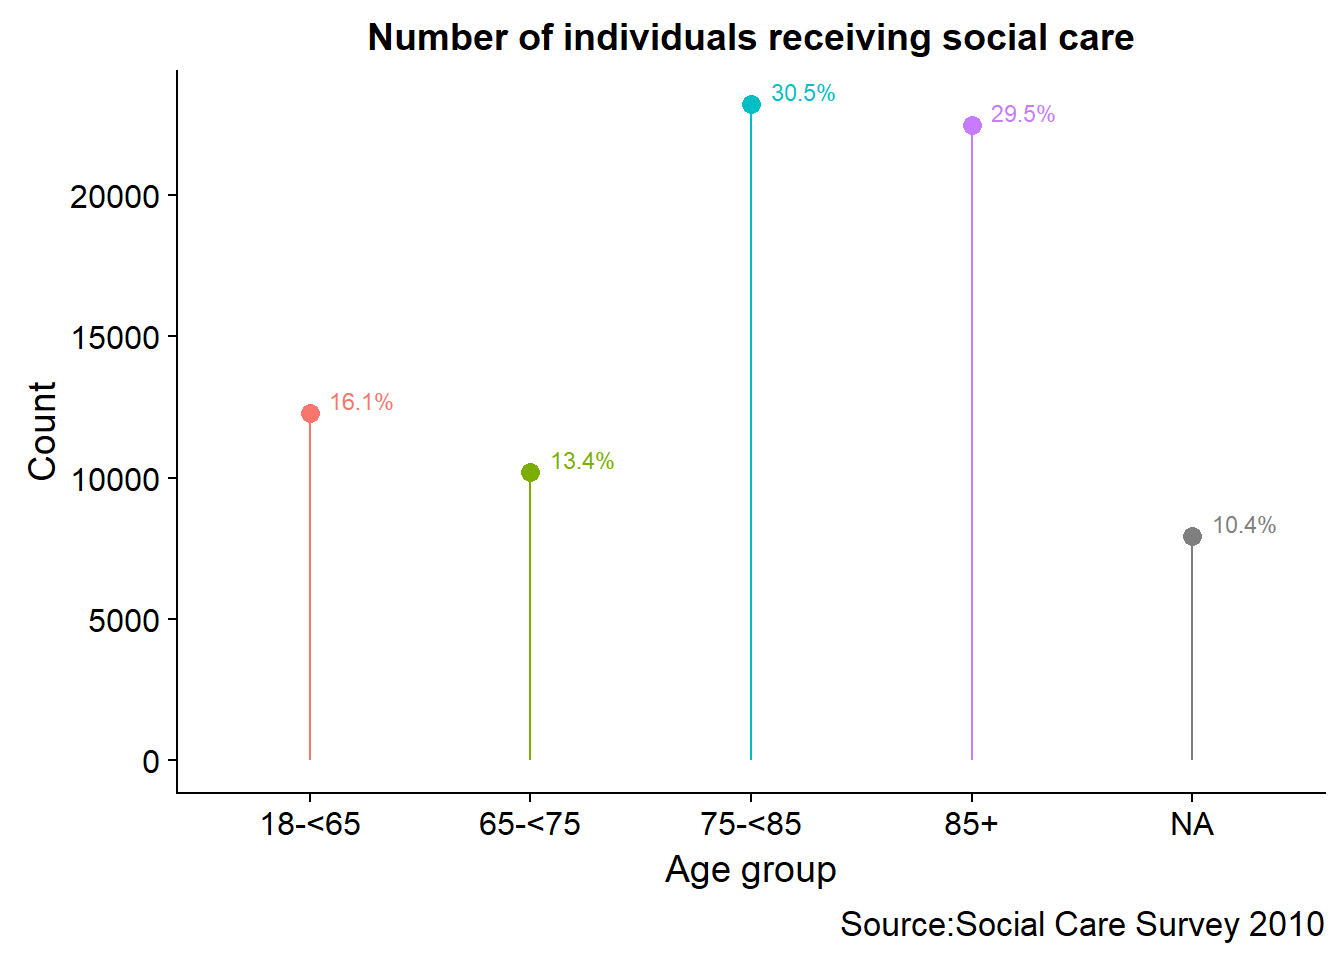 Number of individuals receiving social care
30.5%
29.5%
20000
15000
16.1%
13.4%
10000
10.4%
5000
0
Count
18-<65 65-<75 75-<85 85+ NA
Age group
Source:Social Care Survey 2010